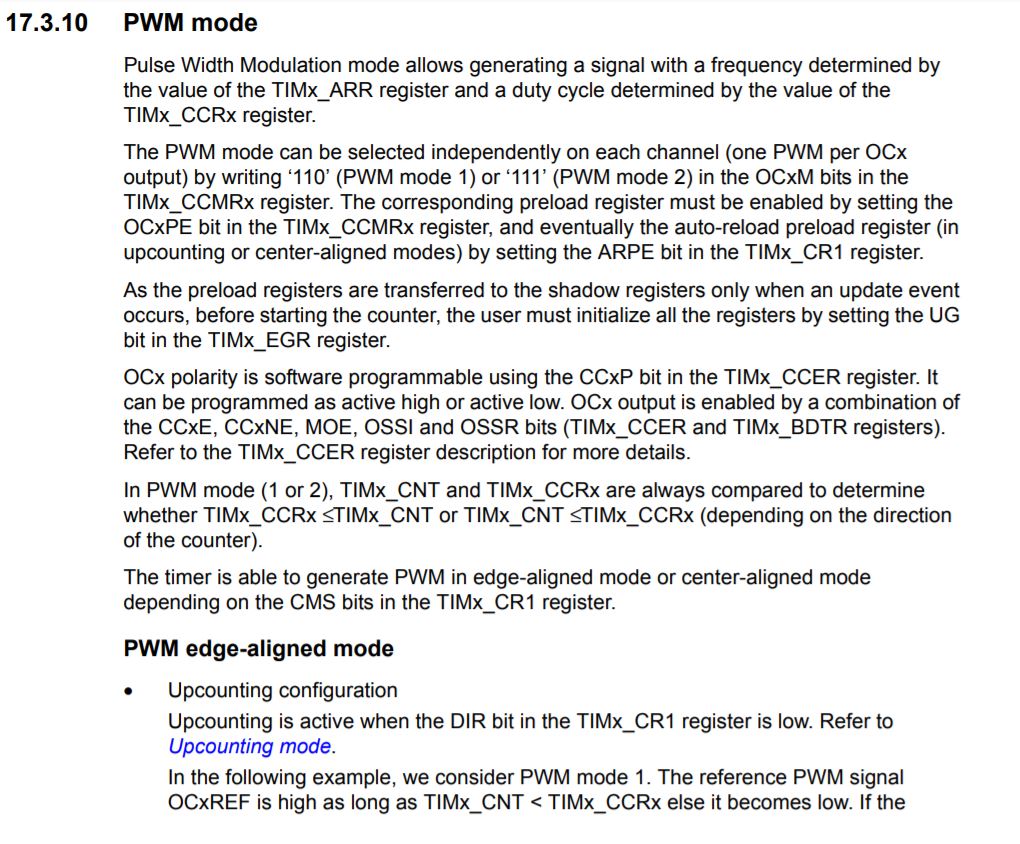 17.3.10 PWM mode
Pulse Width Modulation mode allows generating a signal with a frequency determined by
the value of the TIMx_ARR register and a duty cycle determined by the value of the
TIMx_CCRx register.
The PWM mode can be selected independently on each channel (one PWM per OCx
output) by writing ‘110’ (PWM mode 1) or ‘111’ (PWM mode 2) in the OCxM bits in the
TIMx_CCMRx register. The corresponding preload register must be enabled by setting the
OCxPE bit in the TIMx_CCMRx register, and eventually the auto-reload preload register (in
upcounting or center-aligned modes) by setting the ARPE bit in the TIMx_CR1 register.
As the preload registers are transferred to the shadow registers only when an update event
occurs, before starting the counter, the user must initialize all the registers by setting the UG
bit in the TIMx_EGR register.
OCx polarity is software programmable using the CCxP bit in the TIMx_CCER register. It
can be programmed as active high or active low. OCx output is enabled by a combination of
the CCxE, CCxNE, MOE, OSSI and OSSR bits (TIMx_CCER and TIMx_BDTR registers).
Refer to the TIMx_CCER register description for more details.
In PWM mode (1 or 2), TIMx_CNT and TIMx_CCRx are always compared to determine
whether TIMx_CCRx ≤TIMx_CNT or TIMx_CNT ≤TIMx_CCRx (depending on the direction
of the counter).
The timer is able to generate PWM in edge-aligned mode or center-aligned mode
depending on the CMS bits in the TIMx_CR1 register.
PWM edge-aligned mode
• Upcounting configuration
Upcounting is active when the DIR bit in the TIMx_CR1 register is low. Refer to
Upcounting mode.
In the following example, we consider PWM mode 1. The reference PWM signal
OCxREF is high as long as TIMx_CNT < TIMx_CCRx else it becomes low. If the